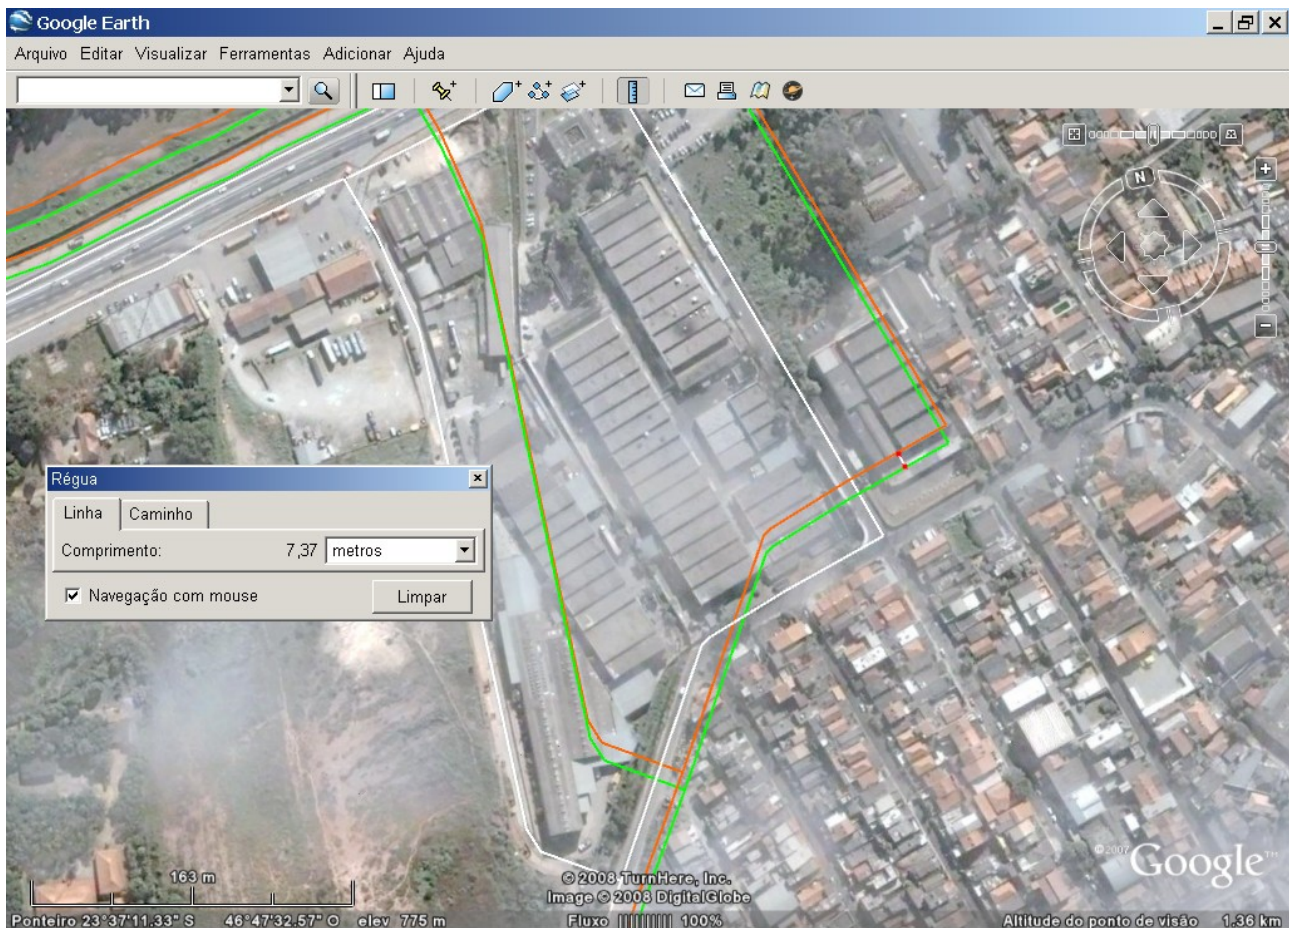 Google Earth
Arquivo Editar Visualizar Ferramentas Adicionar Ajuda
N
Régua
Linha Caminho
Comprimento: 7,37 metros
Navegação com mouse Limpar
©2007 Google™
163 m
© 2008 TurnHere, Inc.
Image © 2008 DigitalGlobe
Ponteiro 23°37'11.33" S 46°47'32.57" O elev 775 m Fluxo 100% Altitude do ponto de visão 1.36 km